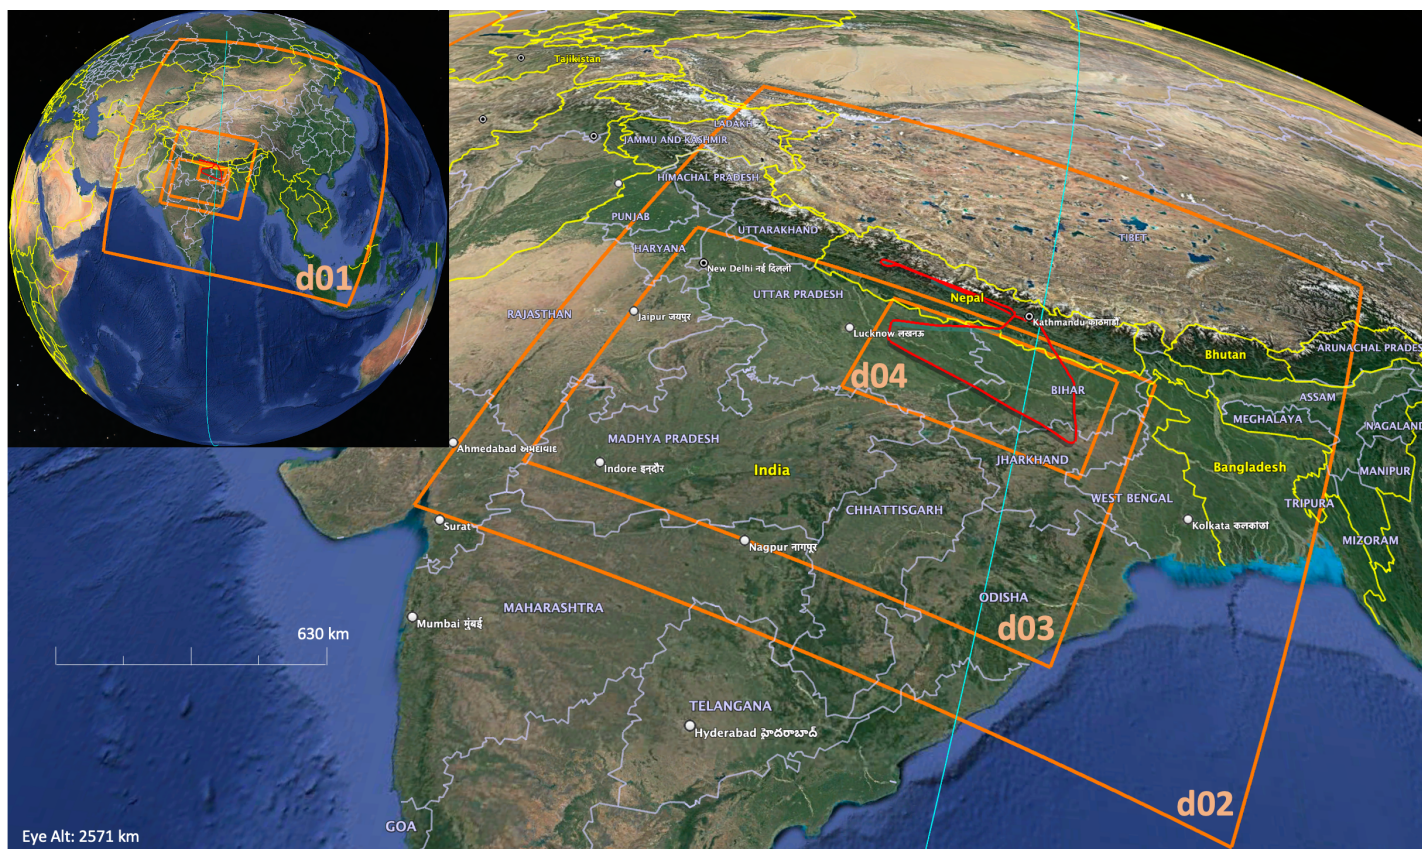 d01
Tajikistan
LADAKH
JAMMU AND KASHMIR
HIMACHAL PRADESH
PUNJAB
UTTARAKHAND
TIBET
HARYANA
New Delhi नई दिल्ली
UTTAR PRADESH
Nepal
RAJASTHAN
Jaipur जयपुर
Kathmandu काठमाडौं
Lucknow लखनऊ
Bhutan
ARUNACHAL PRADES
d04
BIHAR
ASSAM
MEGHALAYA
NAGALAND
MADHYA PRADESH
Ahmedabad અમદાવાદ
Indore इन्दौर
India
JHARKHAND
Bangladesh
MANIPUR
WEST BENGAL
TRIPURA
CHHATTISGARH
Surat
Kolkata কলকাতা
Nagpur नागपूर
MIZORAM
ODISHA
MAHARASHTRA
Mumbai मुंबई
d03
630 km
TELANGANA
Hyderabad హైదరాబాద్
d02
GOA
Eye Alt: 2571 km